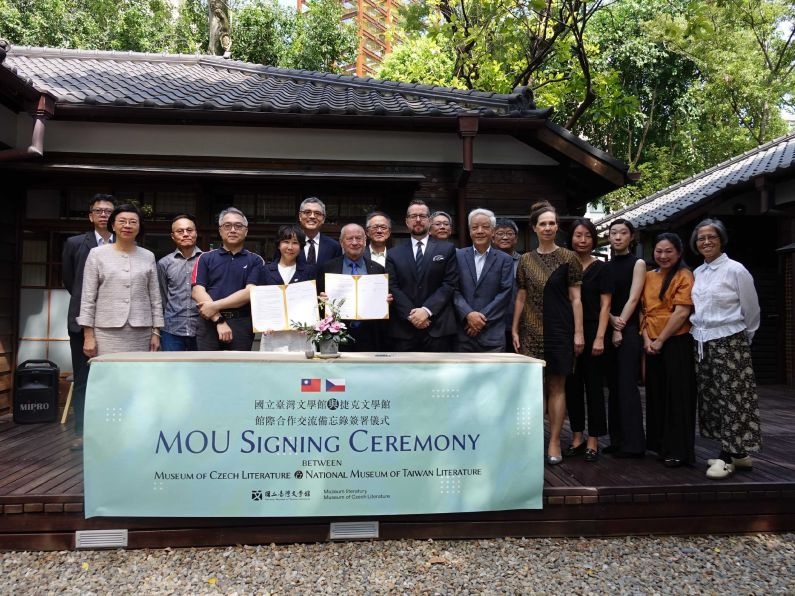 國立臺灣文學館與捷克文學館
館際合作交流備忘錄簽署儀式
MOU SIGNING CEREMONY
BETWEEN
MUSEUM OF CZECH LITERATURE NATIONAL MUSEUM OF TAIWAN LITERATURE
國立臺灣文學館
Museum literatury
Museum of Czech Literature
MIPRO